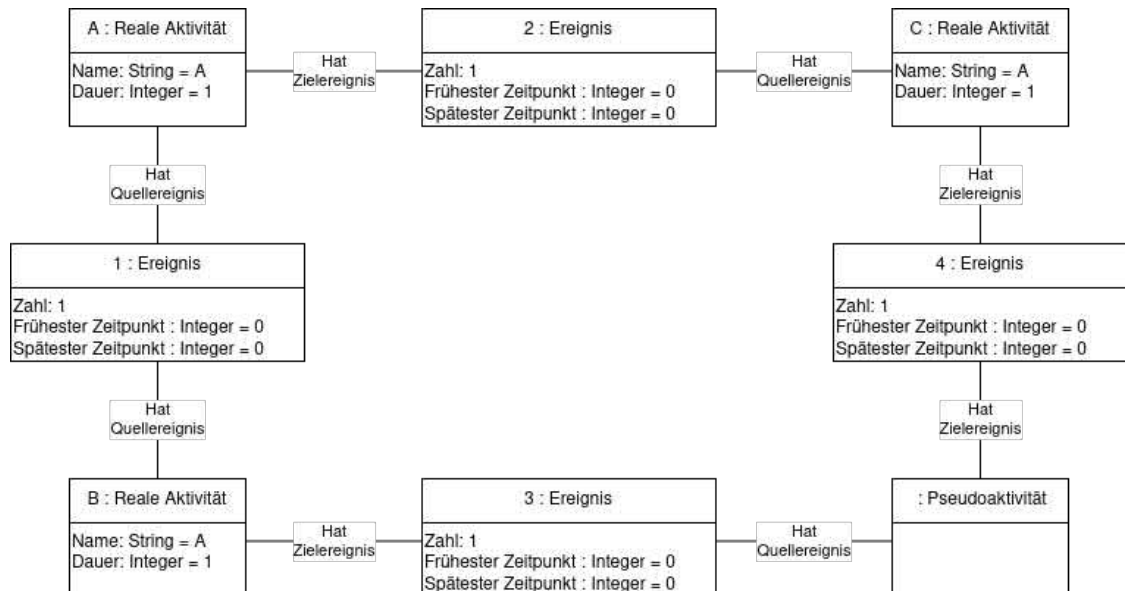 A : Reale Aktivität
Name: String = A
Dauer: Integer = 1
Hat
Zielereignis
2 : Ereignis
Zahl: 1
Frühester Zeitpunkt : Integer = 0
Spätester Zeitpunkt : Integer = 0
Hat
Quellereignis
C : Reale Aktivität
Name: String = A
Dauer: Integer = 1
Hat
Quellereignis
Hat
Zielereignis
1 : Ereignis
Zahl: 1
Frühester Zeitpunkt : Integer = 0
Spätester Zeitpunkt : Integer = 0
4 : Ereignis
Zahl: 1
Frühester Zeitpunkt : Integer = 0
Spätester Zeitpunkt : Integer = 0
Hat
Quellereignis
Hat
Zielereignis
B : Reale Aktivität
Name: String = A
Dauer: Integer = 1
Hat
Zielereignis
3 : Ereignis
Zahl: 1
Frühester Zeitpunkt : Integer = 0
Spätester Zeitpunkt : Integer = 0
Hat
Quellereignis
: Pseudoaktivität